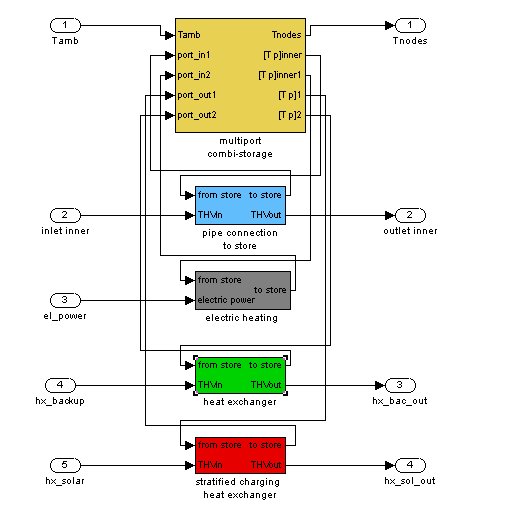 1
Tamb
Tamb
port_in1
port_in2
port_out1
port_out2
Tnodes
[T p]inner
[T p]inner1
[T p]1
[T p]2
multiport
combi-storage
1
Tnodes
2
inlet inner
from store to store
THVin THVout
pipe connection
to store
2
outlet inner
3
el_power
from store
to store
electric power
electric heating
4
hx_backup
from store to store
THVin THVout
heat exchanger
3
hx_bac_out
5
hx_solar
from store to store
THVin THVout
stratified charging
heat exchanger
4
hx_sol_out